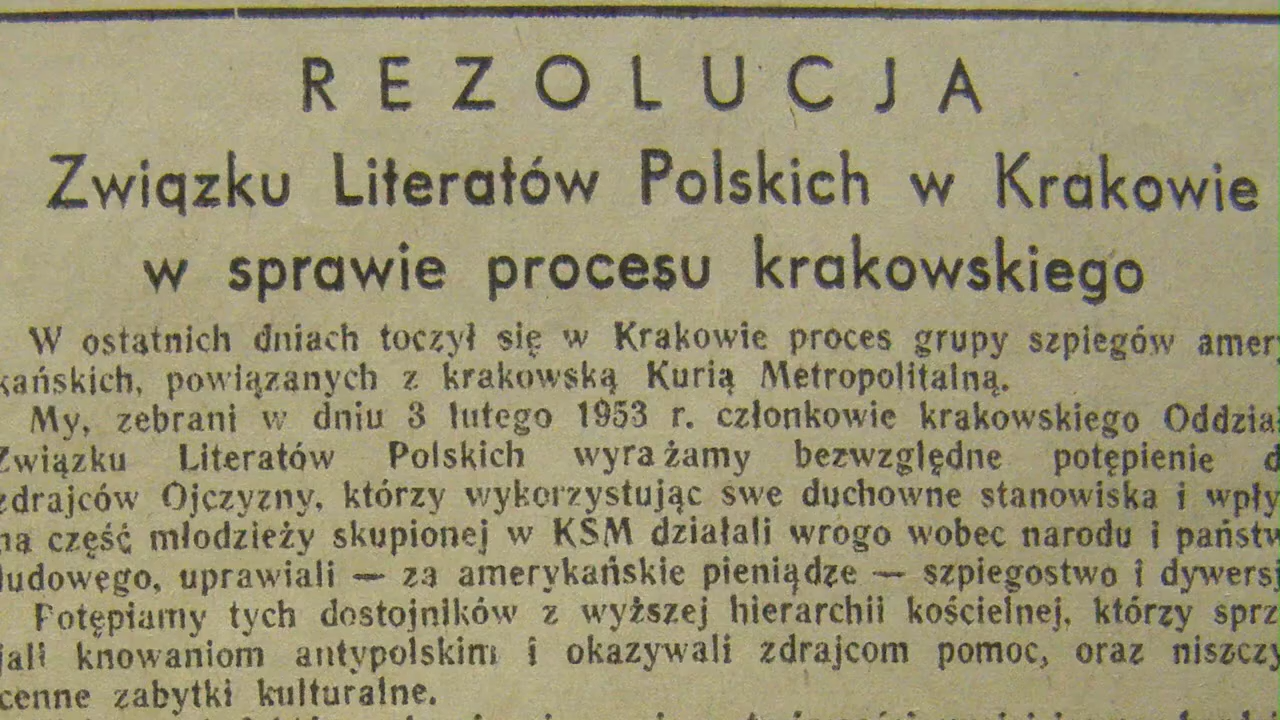 REZOLUCJA
Związku Literatów Polskich w Krakowie
w sprawie procesu krakowskiego
W ostatnich dniach toczył się w Krakowie proces grupy szpiegów amery
kańskich, powiązanych z krakowską Kurią Metropolitalną.
My, zebrani w dniu 3 lutego 1953 r. członkowie krakowskiego Oddział
Związku Literatów Polskich wyrażamy bezwzględne potępienie d
zdrajców Ojczyzny, którzy wykorzystując swe duchowne stanowiska i wpły
na część młodzieży skupionej w KSM działali wrogo wobec narodu i państw
ludowego, uprawiali — za amerykańskie pieniądze — szpiegostwo i dywersj
Potępiamy tych dostojników z wyższej hierarchii kościelnej, którzy sprz
jali knowaniom antypolskim i okazywali zdrajcom pomoc, oraz niszczy
cenne zabytki kulturalne.